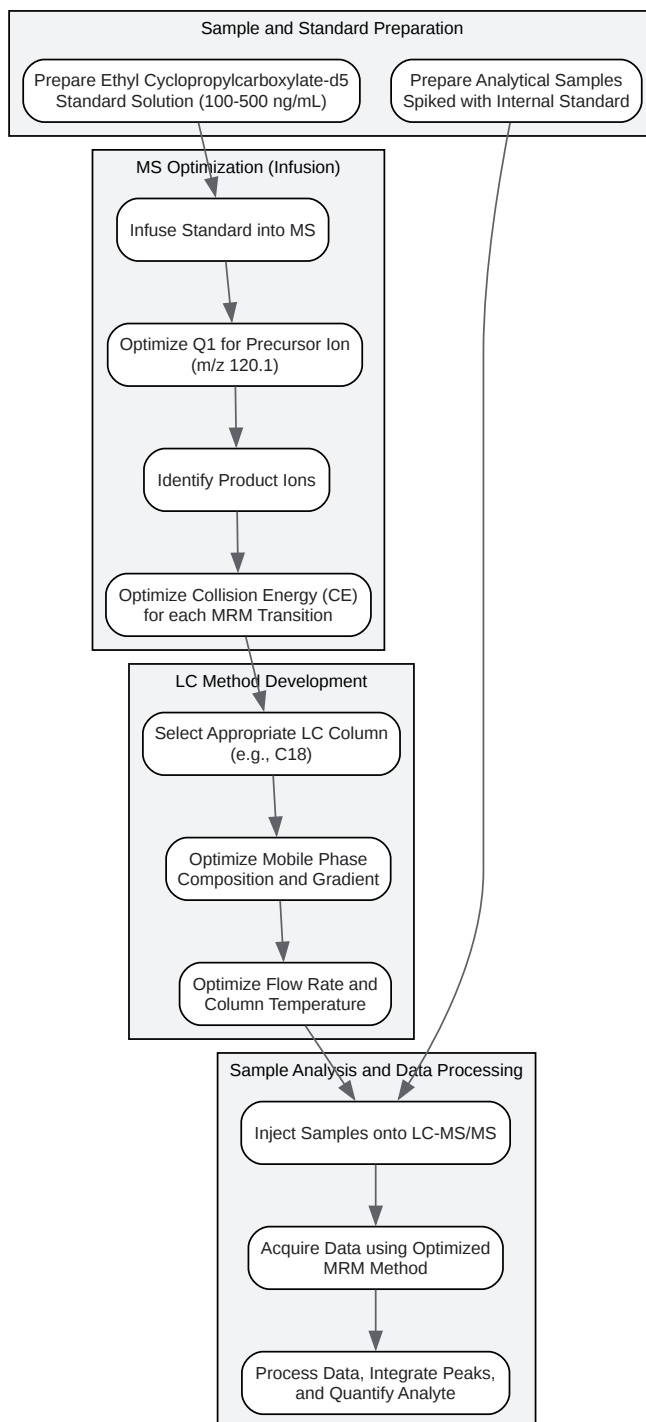 Sample and Standard Preparation
Prepare Ethyl Cyclopropylcarboxylate-d5
Standard Solution (100-500 ng/mL)
Prepare Analytical Samples
Spiked with Internal Standard
MS Optimization (Infusion)
Infuse Standard into MS
Optimize Q1 for Precursor Ion
(m/z 120.1)
Identify Product Ions
Optimize Collision Energy (CE)
for each MRM Transition
LC Method Development
Select Appropriate LC Column
(e.g., C18)
Optimize Mobile Phase
Composition and Gradient
Optimize Flow Rate and
Column Temperature
Sample Analysis and Data Processing
Inject Samples onto LC-MS/MS
Acquire Data using Optimized
MRM Method
Process Data, Integrate Peaks,
and Quantify Analyte